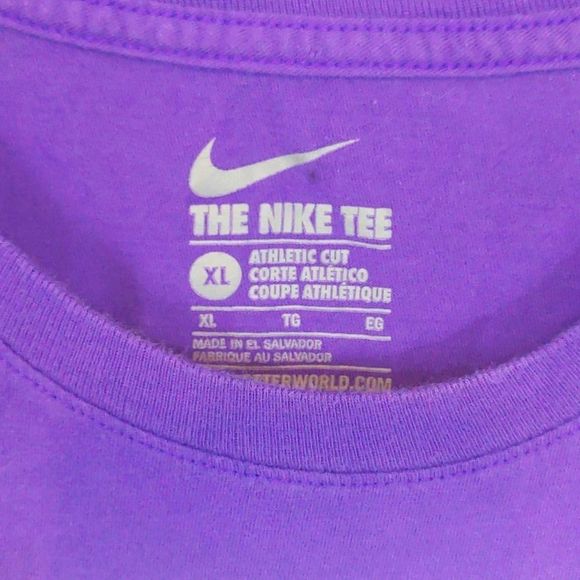 THE NIKE TEE
XL
ATHLETIC CUT
CORTE ATLÉTICO
COUPE ATHLÉTIQUE
XL TG EG
MADE IN EL SALVADOR
FABRIQUE AU SALVADOR